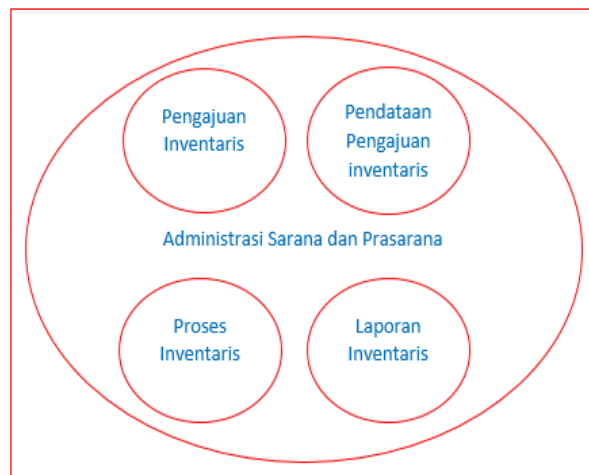 Pengajuan
Inventaris
Pendataan
Pengajuan
inventaris
Administrasi Sarana dan Prasarana
Proses
Inventaris
Laporan
Inventaris